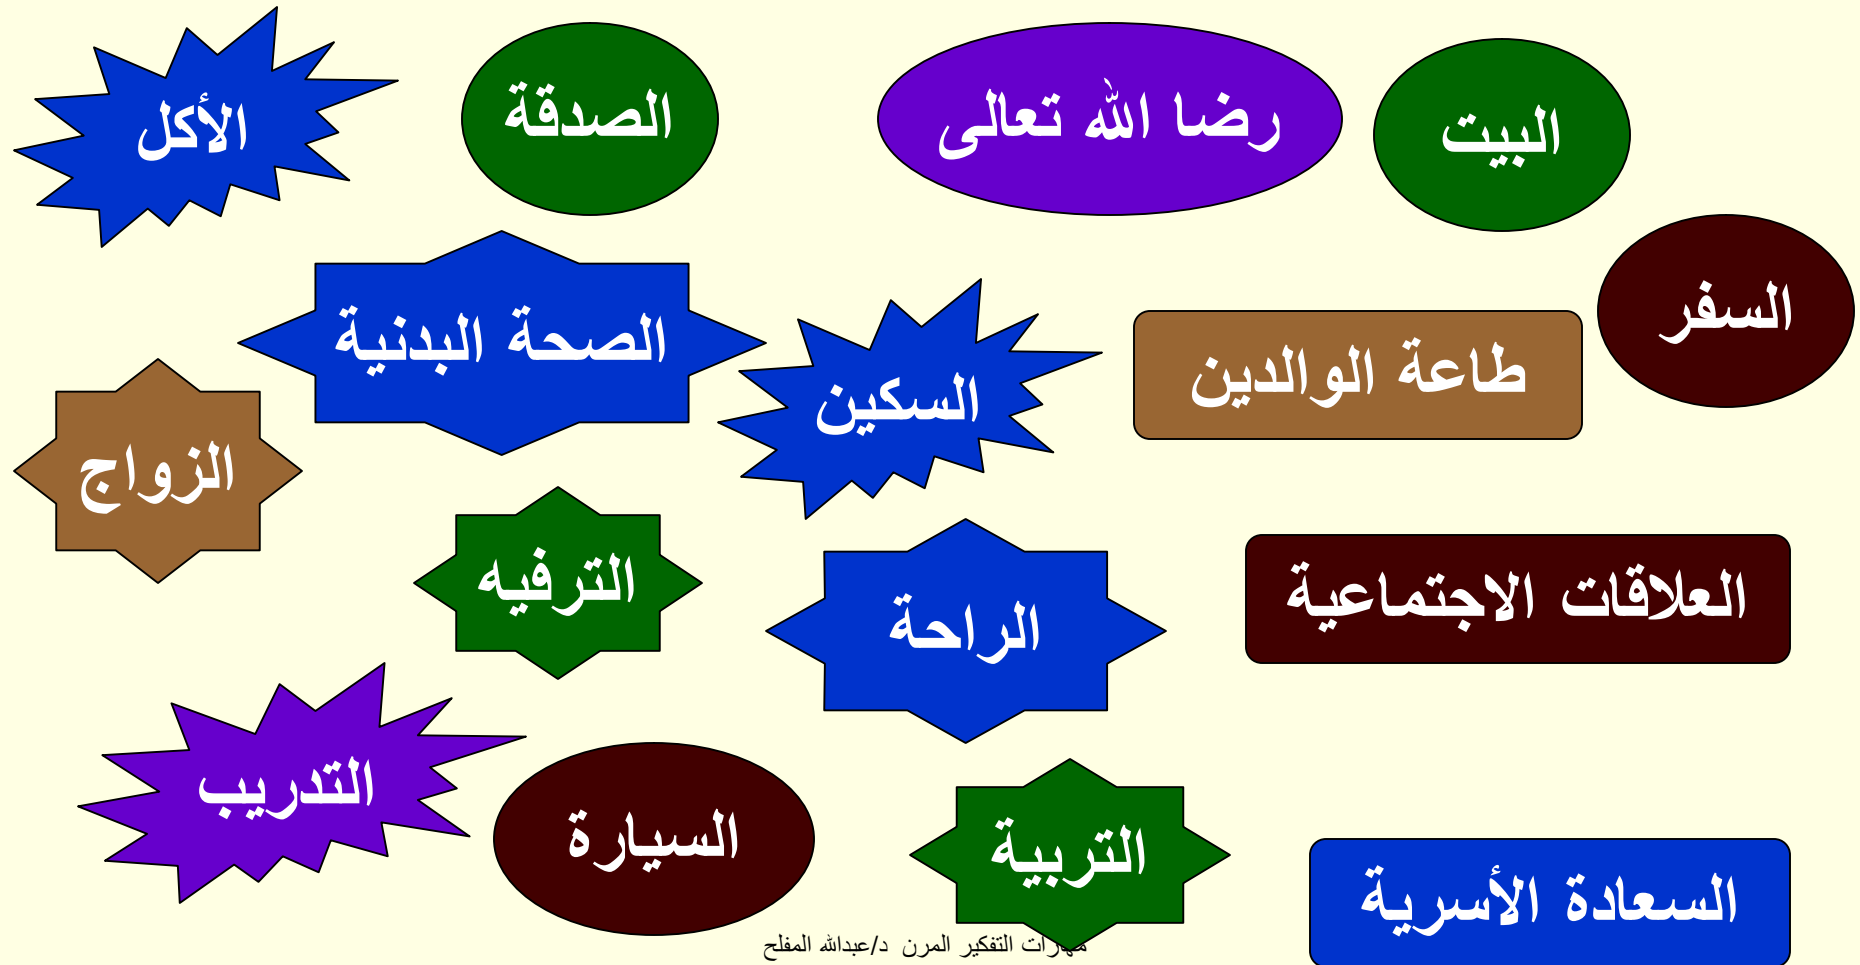 البيت
رضا الله تعالى
الصدقة
الأكل
السفر
طاعة الوالدين
الصحة البدنية
السكين
الزواج
العلاقات الاجتماعية
الراحة
الترفيه
التدريب
السيارة
التربية
السعادة الأسرية
مهارات التفكير المرن د/عبدالله المفلح